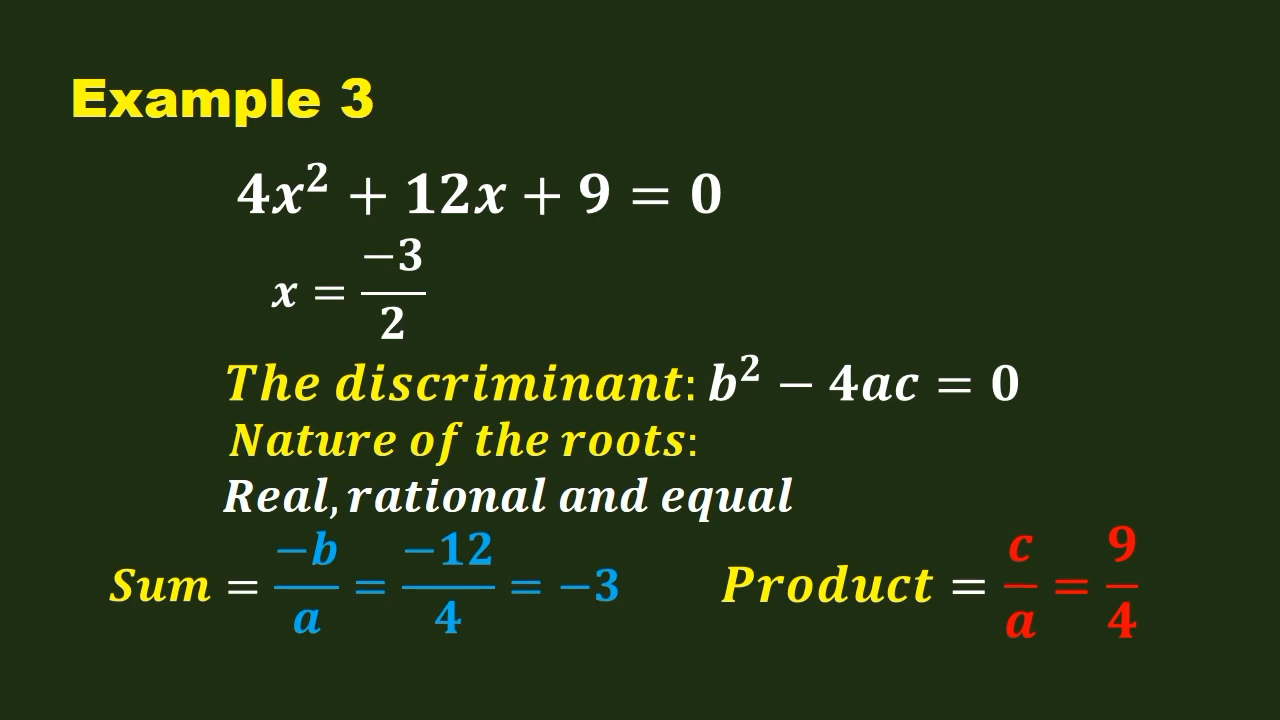 Example 3
4x² + 12x + 9 = 0
x = −3/2
The discriminant: b² − 4ac = 0
Nature of the roots:
Real, rational and equal
Sum = −b/a = −12/4 = −3
Product = c/a = 9/4